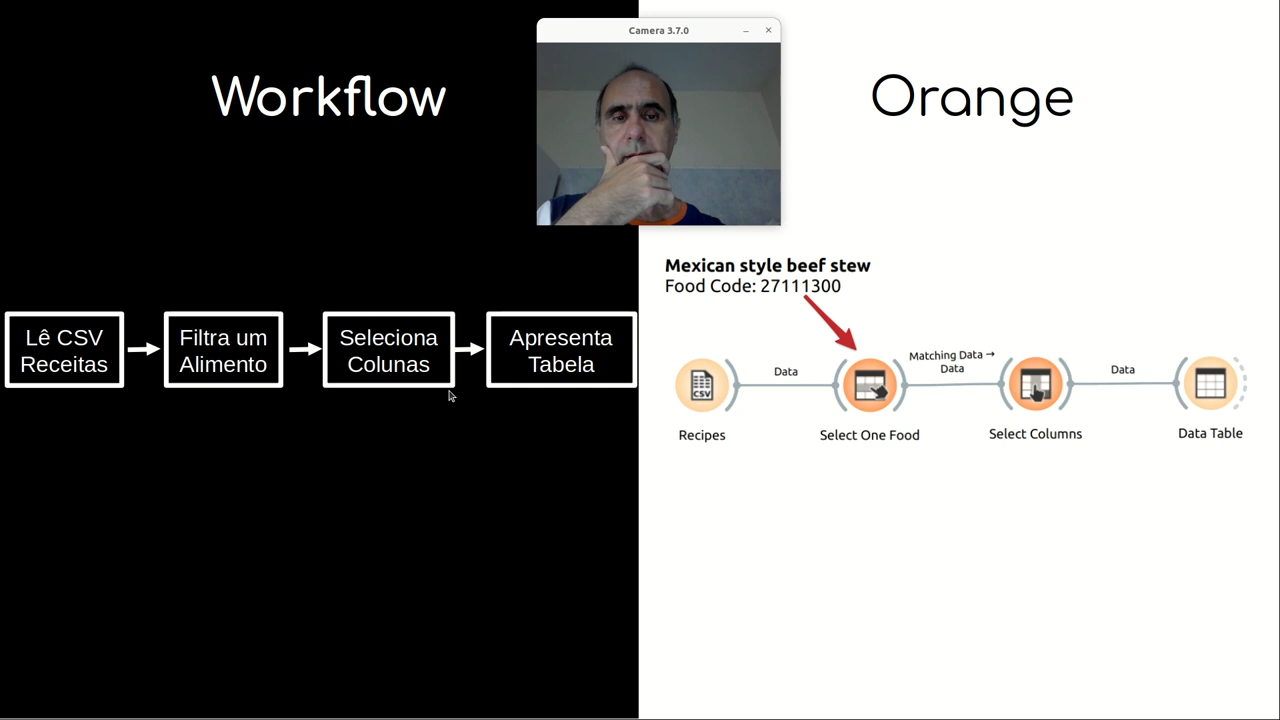 Camera 3.7.0
Workflow
Orange
Mexican style beef stew
Food Code: 27111300
Lê CSV
Receitas
Filtra um
Alimento
Seleciona
Colunas
Apresenta
Tabela
Data
Matching Data →
Data
Data
CSV
Recipes
Select One Food
Select Columns
Data Table